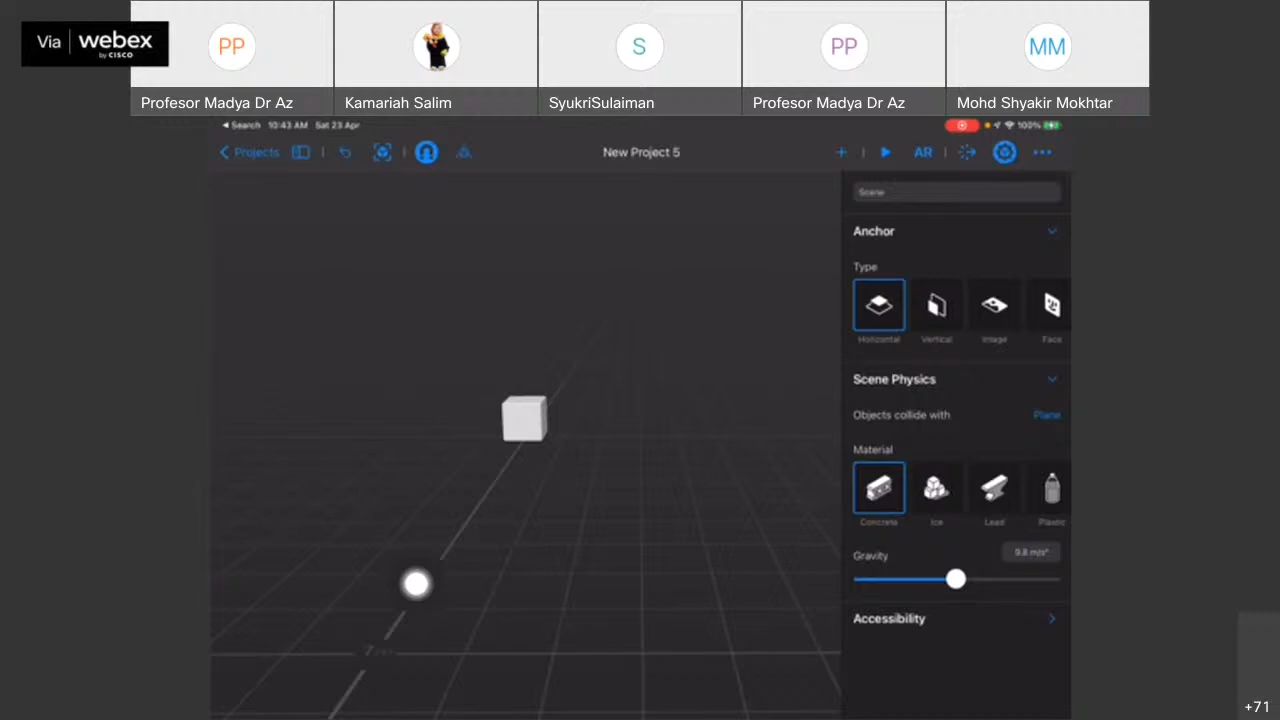 Via webex
by CISCO
PP
S
PP
MM
Profesor Madya Dr Az
Kamariah Salim
SyukriSulaiman
Profesor Madya Dr Az
Mohd Shyakir Mokhtar
Search 10:43 AM Sat 23 Apr
100%
Projects
New Project 5
AR
Scene
Anchor
Type
Horizontal
Vertical
Image
Face
Scene Physics
Objects collide with
Plane
Material
Concrete
Ice
Lead
Plastic
Gravity
9.8 m/s²
Accessibility
+71